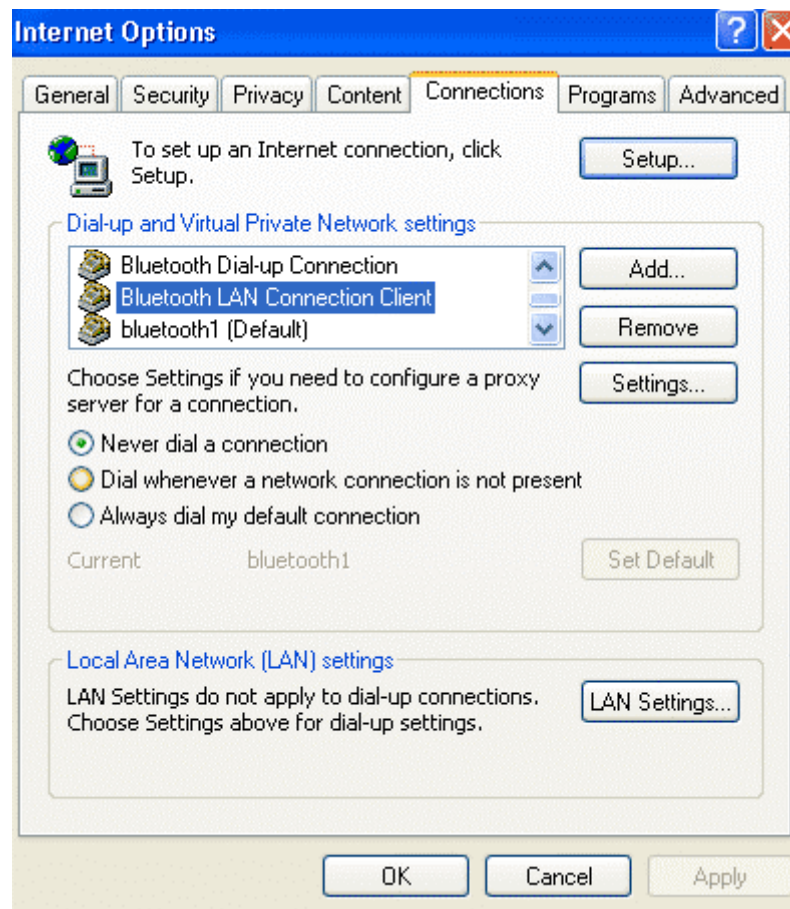 Internet Options
?
General Security Privacy Content Connections Programs Advanced
To set up an Internet connection, click
Setup.
Setup...
Dial-up and Virtual Private Network settings
Bluetooth Dial-up Connection
Bluetooth LAN Connection Client
bluetooth1 (Default)
Add...
Remove
Choose Settings if you need to configure a proxy
server for a connection.
Settings...
Never dial a connection
Dial whenever a network connection is not present
Always dial my default connection
Current bluetooth1 Set Default
Local Area Network (LAN) settings
LAN Settings do not apply to dial-up connections.
Choose Settings above for dial-up settings.
LAN Settings...
OK Cancel Apply